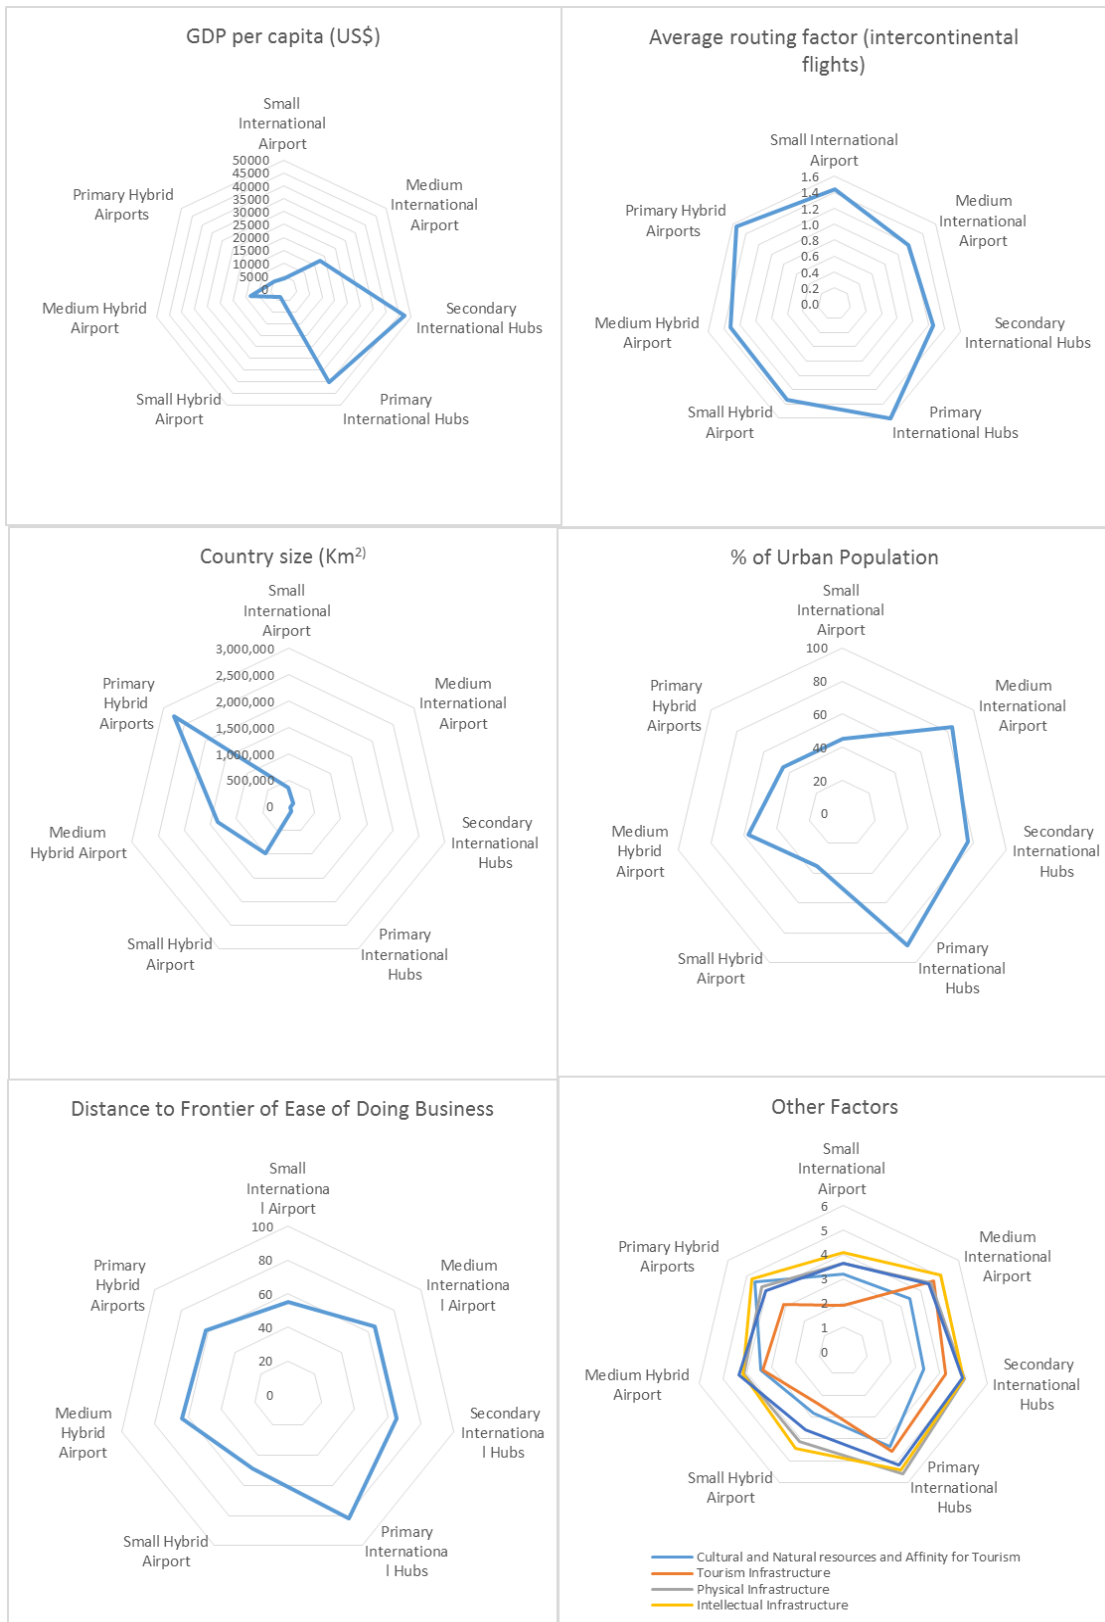 GDP per capita (US$)
Small
International
Airport
50000
45000
40000
35000
30000
25000
20000
15000
10000
5000
0
Medium
International
Airport
Secondary
International Hubs
Primary
International Hubs
Small Hybrid
Airport
Medium Hybrid
Airport
Primary Hybrid
Airports
Average routing factor (intercontinental
flights)
Small International
Airport
1.6
1.4
1.2
1.0
0.8
0.6
0.4
0.2
0.0
Medium
International
Airport
Secondary
International Hubs
Primary
International Hubs
Small Hybrid
Airport
Medium Hybrid
Airport
Primary Hybrid
Airports
Country size (Km²⁾
Small
International
Airport
3,000,000
2,500,000
2,000,000
1,500,000
1,000,000
500,000
0
Medium
International
Airport
Secondary
International
Hubs
Primary
International
Hubs
Small Hybrid
Airport
Medium
Hybrid Airport
Primary
Hybrid
Airports
% of Urban Population
Small
International
Airport
100
80
60
40
20
0
Medium
International
Airport
Secondary
International
Hubs
Primary
International
Hubs
Small Hybrid
Airport
Medium
Hybrid
Airport
Primary
Hybrid
Airports
Distance to Frontier of Ease of Doing Business
Small
Internationa
l Airport
100
80
60
40
20
0
Medium
Internationa
l Airport
Secondary
Internationa
l Hubs
Primary
Internationa
l Hubs
Small Hybrid
Airport
Medium
Hybrid
Airport
Primary
Hybrid
Airports
Other Factors
Small
International
Airport
6
5
4
3
2
1
0
Medium
International
Airport
Secondary
International
Hubs
Primary
International
Hubs
Small Hybrid
Airport
Medium Hybrid
Airport
Primary Hybrid
Airports
Cultural and Natural resources and Affinity for Tourism
Tourism Infrastructure
Physical Infrastructure
Intellectual Infrastructure